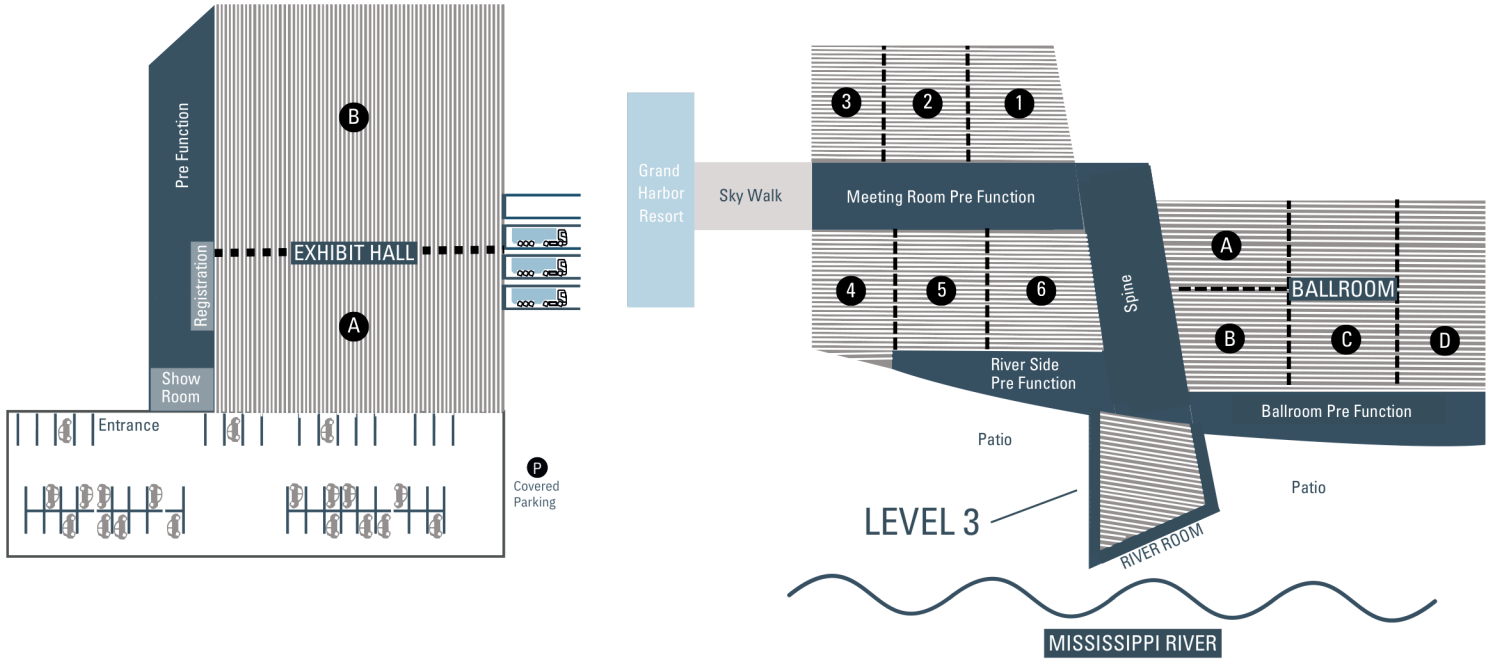 Pre Function
B
EXHIBIT HALL
Registration
A
Show
Room
Entrance
P
Covered
Parking
Grand
Harbor
Resort
Sky Walk
3
2
1
Meeting Room Pre Function
4
5
6
River Side
Pre Function
Spine
A
BALLROOM
B
C
D
Ballroom Pre Function
Patio
Patio
LEVEL 3
RIVER ROOM
MISSISSIPPI RIVER